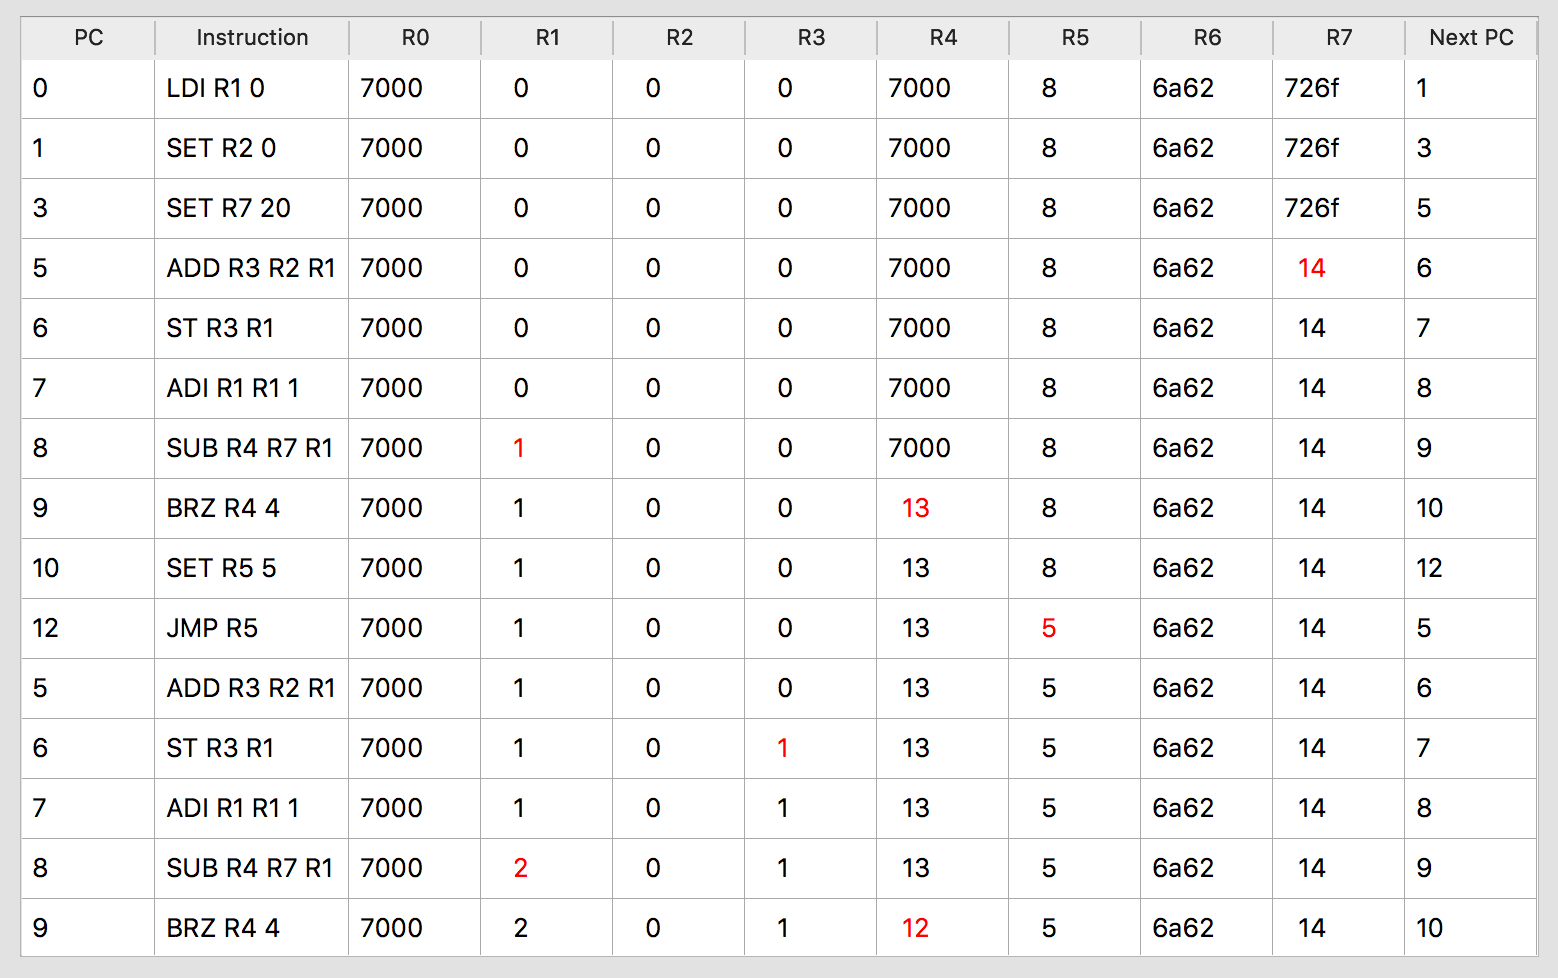 PC Instruction R0 R1 R2 R3 R4 R5 R6 R7 Next PC
0 LDI R1 0 7000 0 0 0 7000 8 6a62 726f 1
1 SET R2 0 7000 0 0 0 7000 8 6a62 726f 3
3 SET R7 20 7000 0 0 0 7000 8 6a62 726f 5
5 ADD R3 R2 R1 7000 0 0 0 7000 8 6a62 14 6
6 ST R3 R1 7000 0 0 0 7000 8 6a62 14 7
7 ADI R1 R1 1 7000 0 0 0 7000 8 6a62 14 8
8 SUB R4 R7 R1 7000 1 0 0 7000 8 6a62 14 9
9 BRZ R4 4 7000 1 0 0 13 8 6a62 14 10
10 SET R5 5 7000 1 0 0 13 8 6a62 14 12
12 JMP R5 7000 1 0 0 13 5 6a62 14 5
5 ADD R3 R2 R1 7000 1 0 0 13 5 6a62 14 6
6 ST R3 R1 7000 1 0 1 13 5 6a62 14 7
7 ADI R1 R1 1 7000 1 0 1 13 5 6a62 14 8
8 SUB R4 R7 R1 7000 2 0 1 13 5 6a62 14 9
9 BRZ R4 4 7000 2 0 1 12 5 6a62 14 10